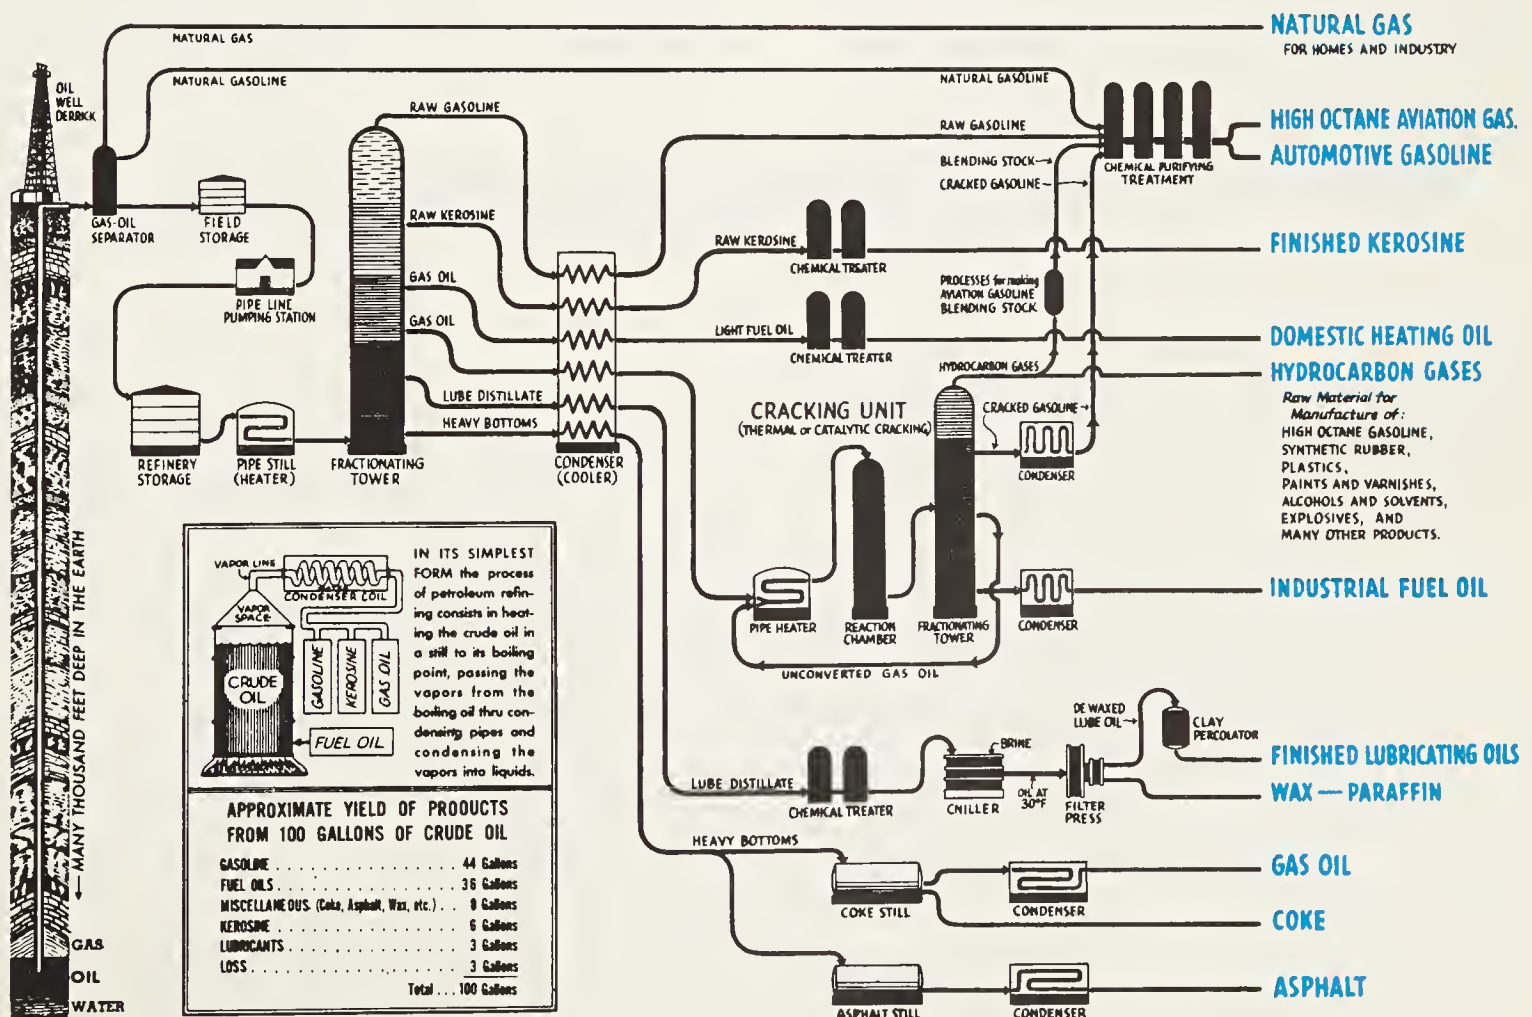 NATURAL GAS
NATURAL GAS
FOR HOMES AND INDUSTRY
NATURAL GASOLINE
NATURAL GASOLINE
OIL
WELL
DERRICK
RAW GASOLINE
RAW GASOLINE
HIGH OCTANE AVIATION GAS.
AUTOMOTIVE GASOLINE
BLENDING STOCK
CRACKED GASOLINE
CHEMICAL PURIFYING
TREATMENT
GAS-OIL
SEPARATOR
FIELD
STORAGE
RAW KEROSINE
RAW KEROSINE
CHEMICAL TREATER
FINISHED KEROSINE
PIPE LINE
PUMPING STATION
GAS OIL
GAS OIL
PROCESSES for making
AVIATION GASOLINE
BLENDING STOCK
LIGHT FUEL OIL
CHEMICAL TREATER
DOMESTIC HEATING OIL
HYDROCARBON GASES
HYDROCARBON GASES
Raw Material for
Manufacture of:
HIGH OCTANE GASOLINE,
SYNTHETIC RUBBER,
PLASTICS,
PAINTS AND VARNISHES,
ALCOHOLS AND SOLVENTS,
EXPLOSIVES, AND
MANY OTHER PRODUCTS.
LUBE DISTILLATE
HEAVY BOTTOMS
REFINERY
STORAGE
PIPE STILL
(HEATER)
FRACTIONATING
TOWER
CONDENSER
(COOLER)
CRACKING UNIT
(THERMAL or CATALYTIC CRACKING)
CRACKED GASOLINE
CONDENSER
PIPE HEATER
REACTION
CHAMBER
FRACTIONATING
TOWER
CONDENSER
INDUSTRIAL FUEL OIL
UNCONVERTED GAS OIL
MANY THOUSAND FEET DEEP IN THE EARTH
VAPOR LINE
CONDENSER COIL
VAPOR
SPACE
CRUDE
OIL
GASOLINE
KEROSINE
GAS OIL
FUEL OIL
IN ITS SIMPLEST
FORM the process
of petroleum refin-
ing consists in heat-
ing the crude oil in
a still to its boiling
point, passing the
vapors from the
boiling oil thru con-
densing pipes and
condensing the
vapors into liquids.
APPROXIMATE YIELD OF PRODUCTS
FROM 100 GALLONS OF CRUDE OIL
GASOLINE . . . . . . . . . . 44 Gallons
FUEL OILS . . . . . . . . . . 36 Gallons
MISCELLANEOUS (Coke, Asphalt, Wax, etc.) . . 8 Gallons
KEROSINE . . . . . . . . . . 6 Gallons
LUBRICANTS . . . . . . . . . . 3 Gallons
LOSS . . . . . . . . . . 3 Gallons
Total . . . 100 Gallons
GAS
OIL
WATER
LUBE DISTILLATE
CHEMICAL TREATER
BRINE
CHILLER
OIL AT
30°F
FILTER
PRESS
DEWAXED
LUBE OIL
CLAY
PERCOLATOR
FINISHED LUBRICATING OILS
WAX — PARAFFIN
HEAVY BOTTOMS
COKE STILL
CONDENSER
GAS OIL
COKE
ASPHALT STILL
CONDENSER
ASPHALT